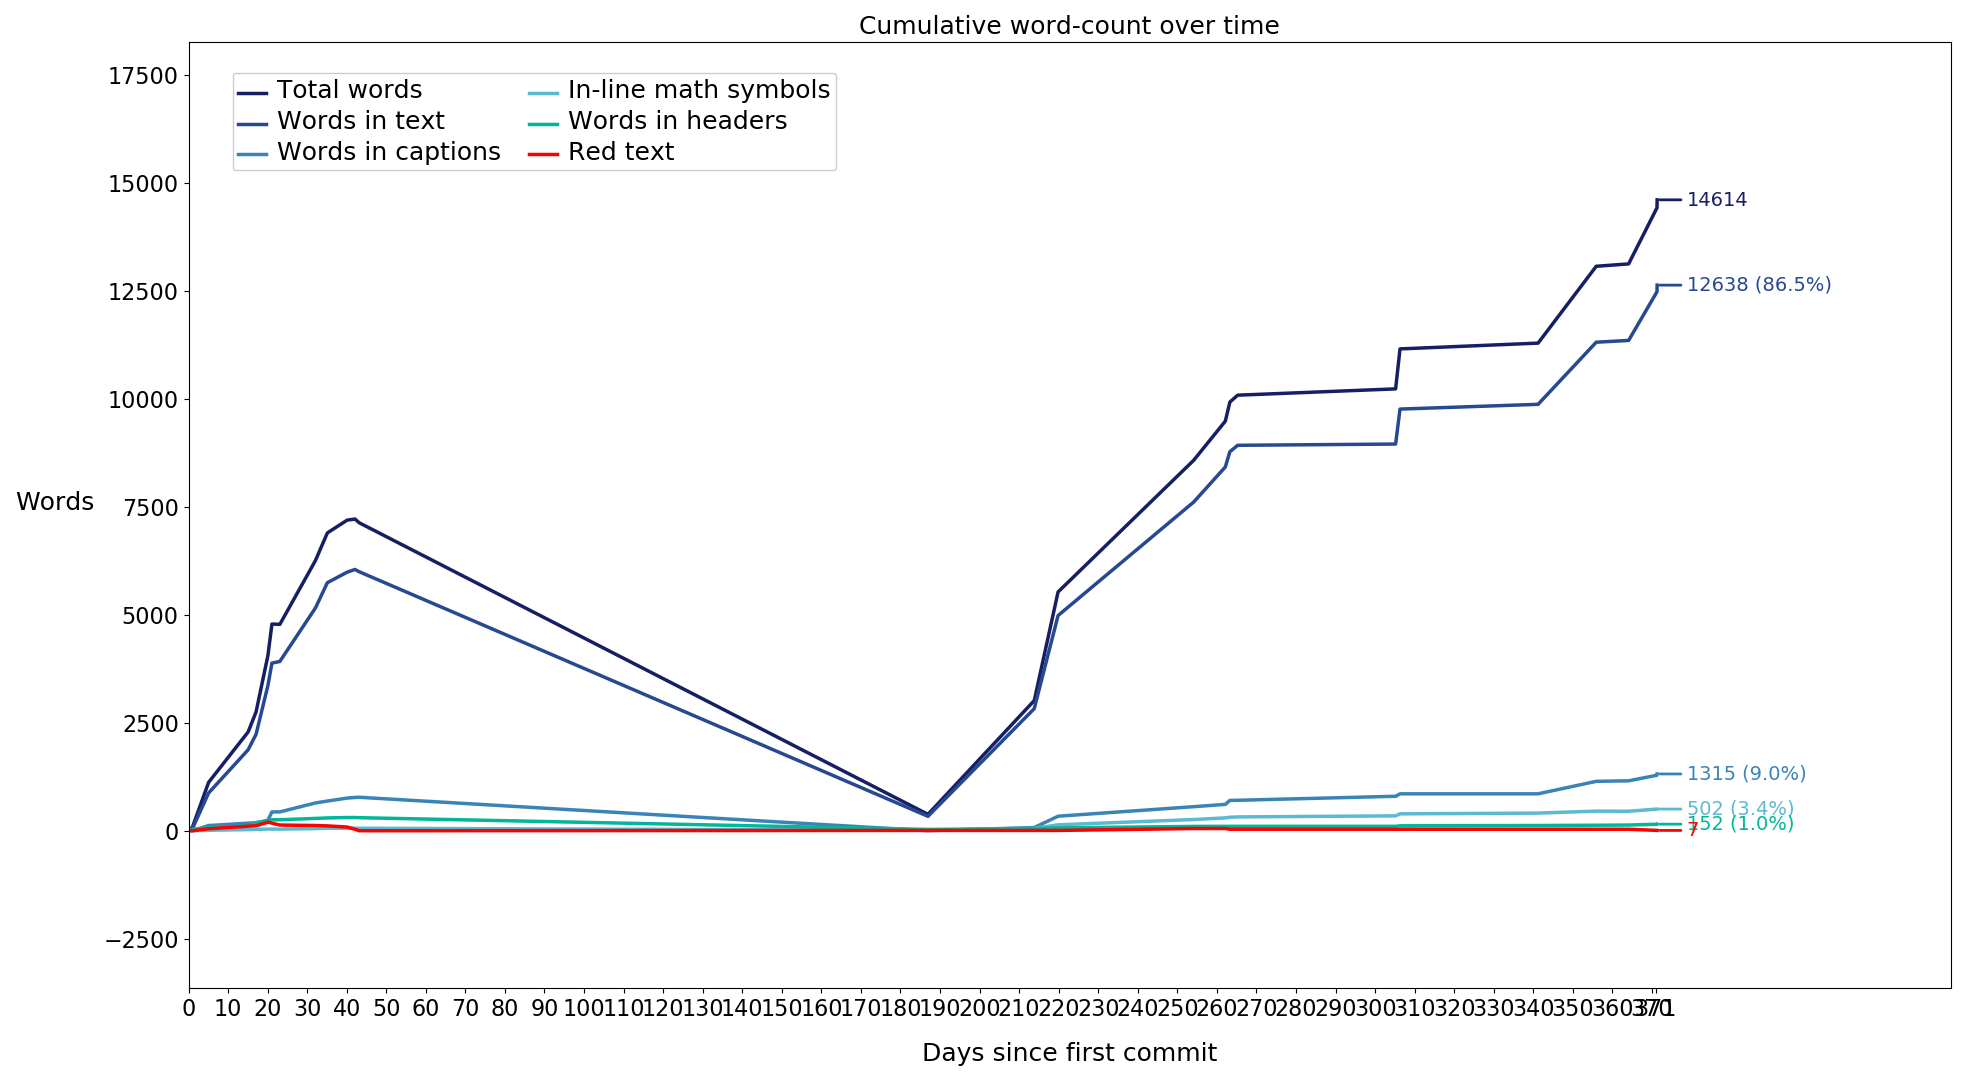 Cumulative word-count over time
17500
15000
12500
10000
7500
5000
2500
0
−2500
Words
Total words
Words in text
Words in captions
In-line math symbols
Words in headers
Red text
14614
12638 (86.5%)
1315 (9.0%)
502 (3.4%)
152 (1.0%)
7
0 10 20 30 40 50 60 70 80 90 100 110 120 130 140 150 160 170 180 190 200 210 220 230 240 250 260 270 280 290 300 310 320 330 340 350 360 370 371
Days since first commit